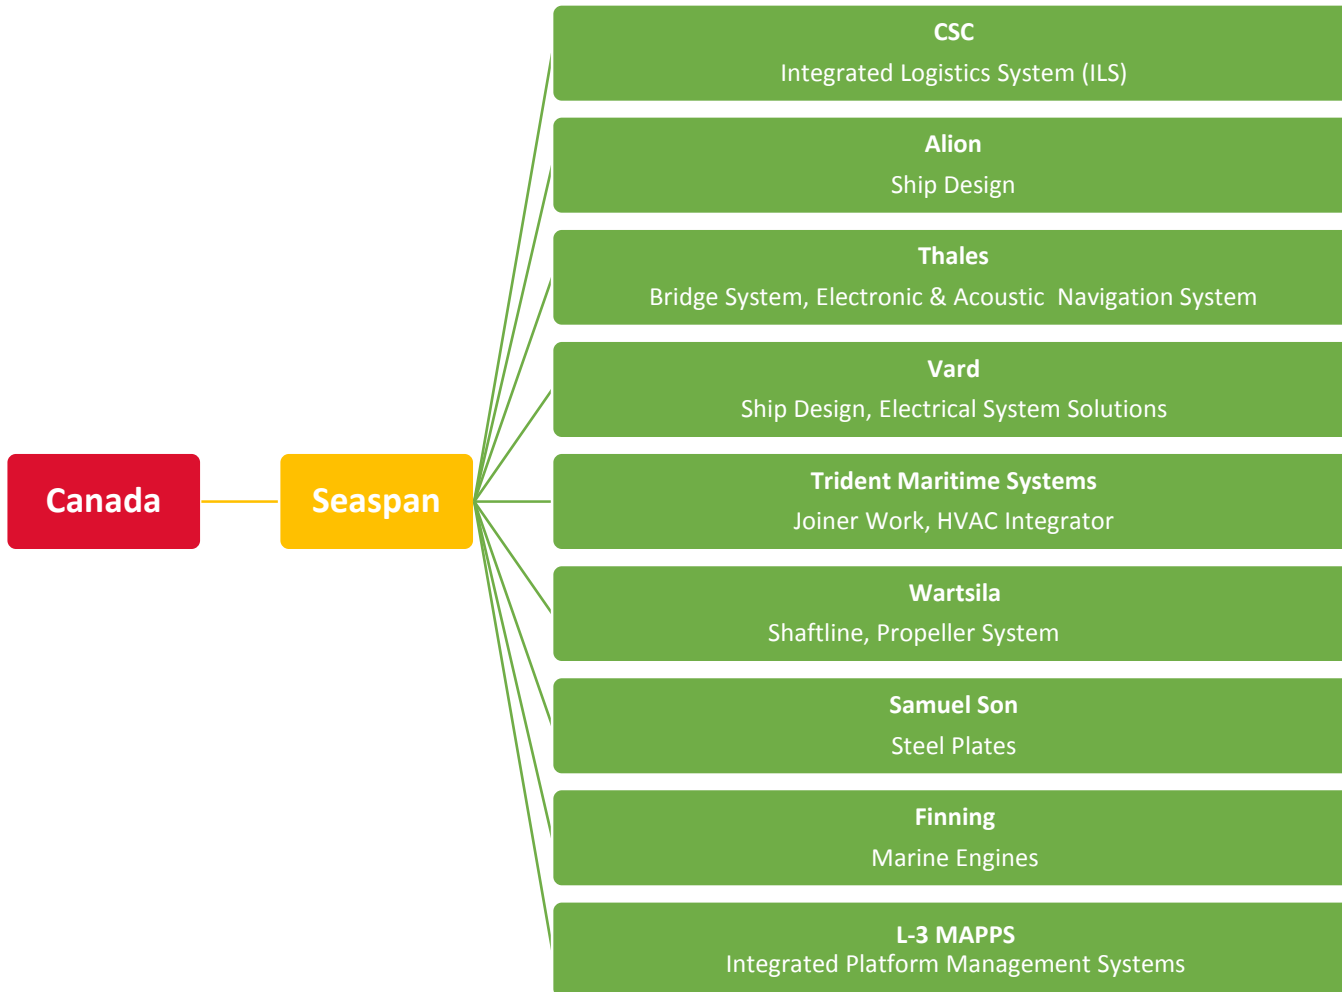 Canada
Seaspan
CSC
Integrated Logistics System (ILS)
Alion
Ship Design
Thales
Bridge System, Electronic & Acoustic  Navigation System
Vard
Ship Design, Electrical System Solutions
Trident Maritime Systems
Joiner Work, HVAC Integrator
Wartsila
Shaftline, Propeller System
Samuel Son
Steel Plates
Finning
Marine Engines
L-3 MAPPS
Integrated Platform Management Systems